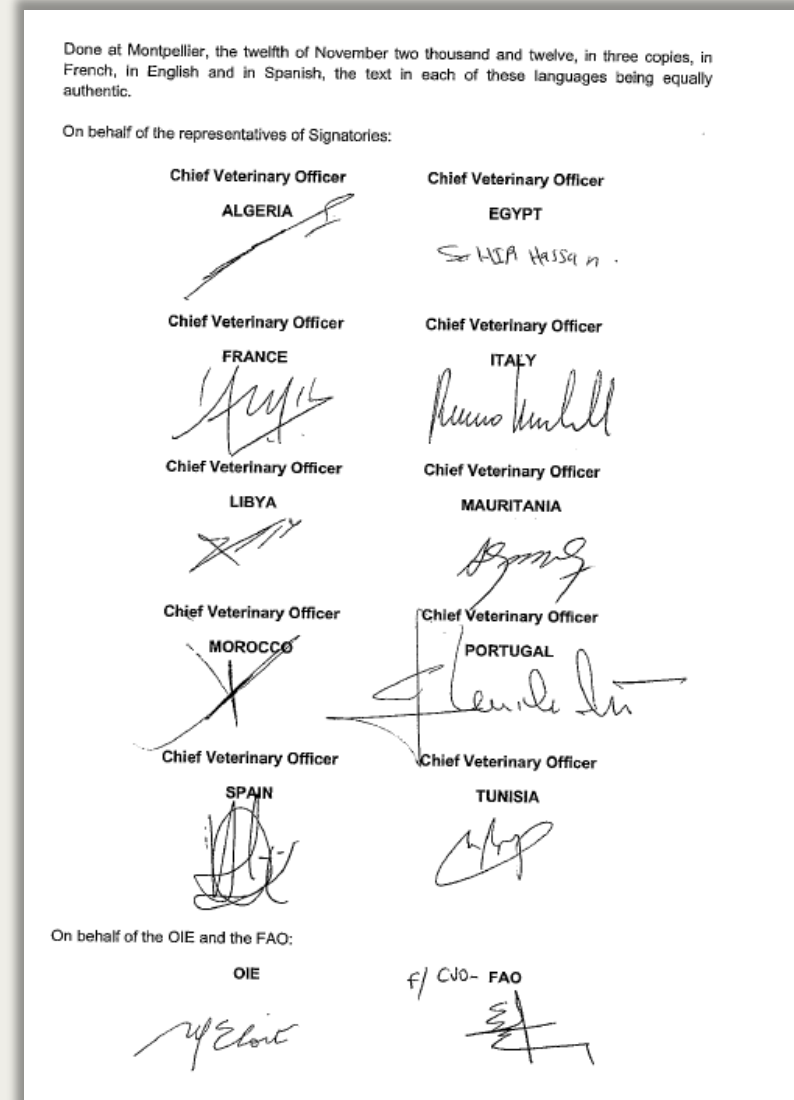 Done at Montpellier, the twelfth of November two thousand and twelve, in three copies, in
French, in English and in Spanish, the text in each of these languages being equally
authentic.
On behalf of the representatives of Signatories:
Chief Veterinary Officer
ALGERIA
Chief Veterinary Officer
EGYPT
Hassan.
Chief Veterinary Officer
FRANCE
Chief Veterinary Officer
ITALY
Chief Veterinary Officer
LIBYA
Chief Veterinary Officer
MAURITANIA
Chief Veterinary Officer
MOROCCO
Chief Veterinary Officer
PORTUGAL
Chief Veterinary Officer
SPAIN
Chief Veterinary Officer
TUNISIA
On behalf of the OIE and the FAO:
OIE
f/ CVO- FAO